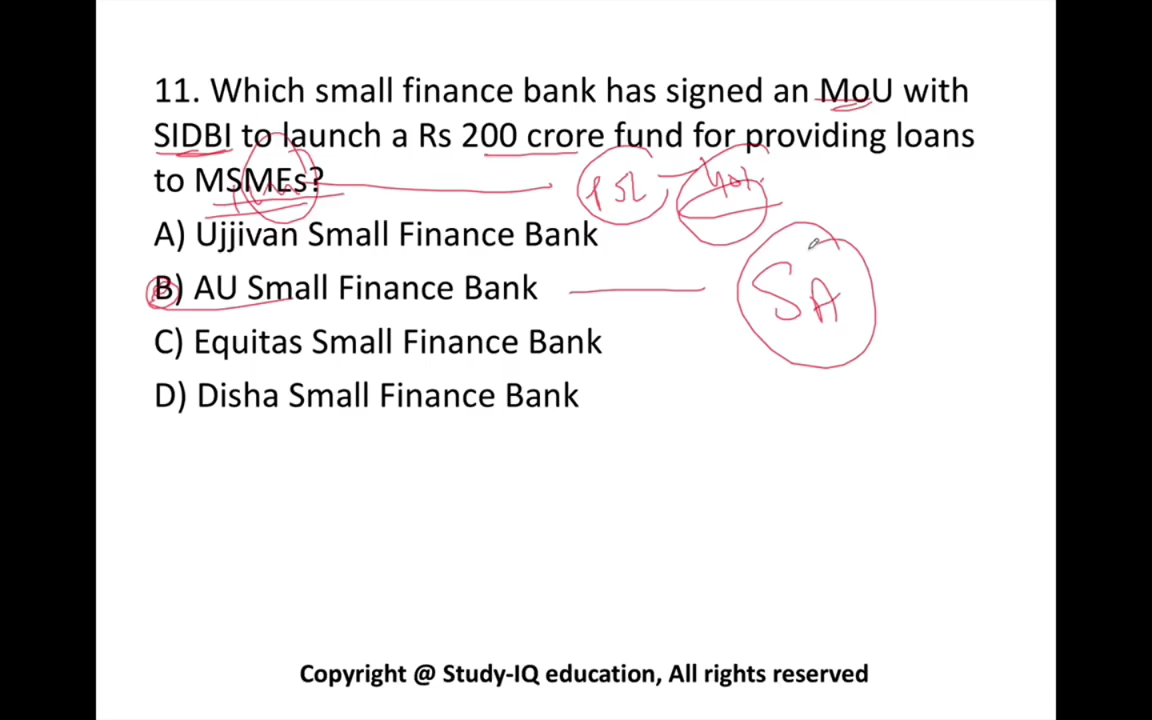 11. Which small finance bank has signed an MoU with
SIDBI to launch a Rs 200 crore fund for providing loans
to MSMEs?
PSL 40%
A) Ujjivan Small Finance Bank
B) AU Small Finance Bank
SA
C) Equitas Small Finance Bank
D) Disha Small Finance Bank
Copyright @ Study-IQ education, All rights reserved